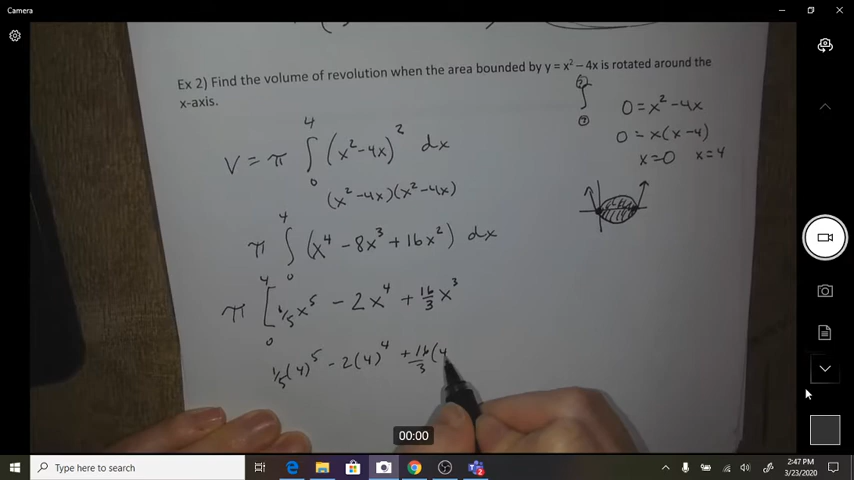 Camera
Ex 2) Find the volume of revolution when the area bounded by y = x² – 4x is rotated around the
x-axis.
0 = x² - 4x
0 = x(x-4)
x=0 x=4
V = π ∫₀⁴ (x²-4x)² dx
(x²-4x)(x²-4x)
π ∫₀⁴ (x⁴ - 8x³ + 16x²) dx
π [₀⁴ 1/5 x⁵ - 2x⁴ + 16/3 x³
1/5(4)⁵ - 2(4)⁴ + 16/3(4
00:00
Type here to search
2:47 PM
3/23/2020